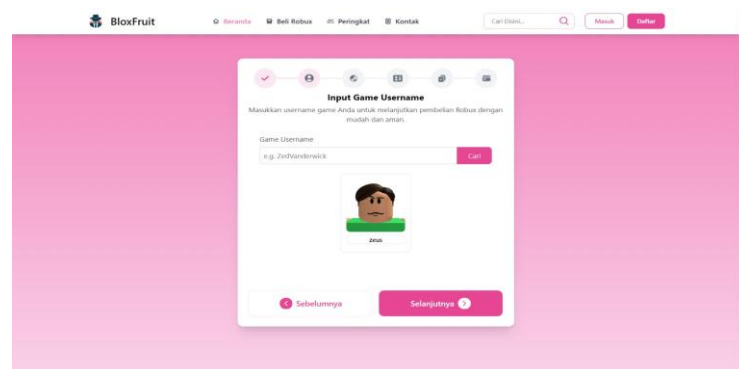 BloxFruit
Beranda
Beli Robux
Peringkat
Kontak
Cari Disini...
Masuk
Daftar
Input Game Username
Masukkan username game Anda untuk melanjutkan pembelian Robux dengan
mudah dan aman.
Game Username
e.g. ZedVanderwick
Cari
zeus
Sebelumnya
Selanjutnya